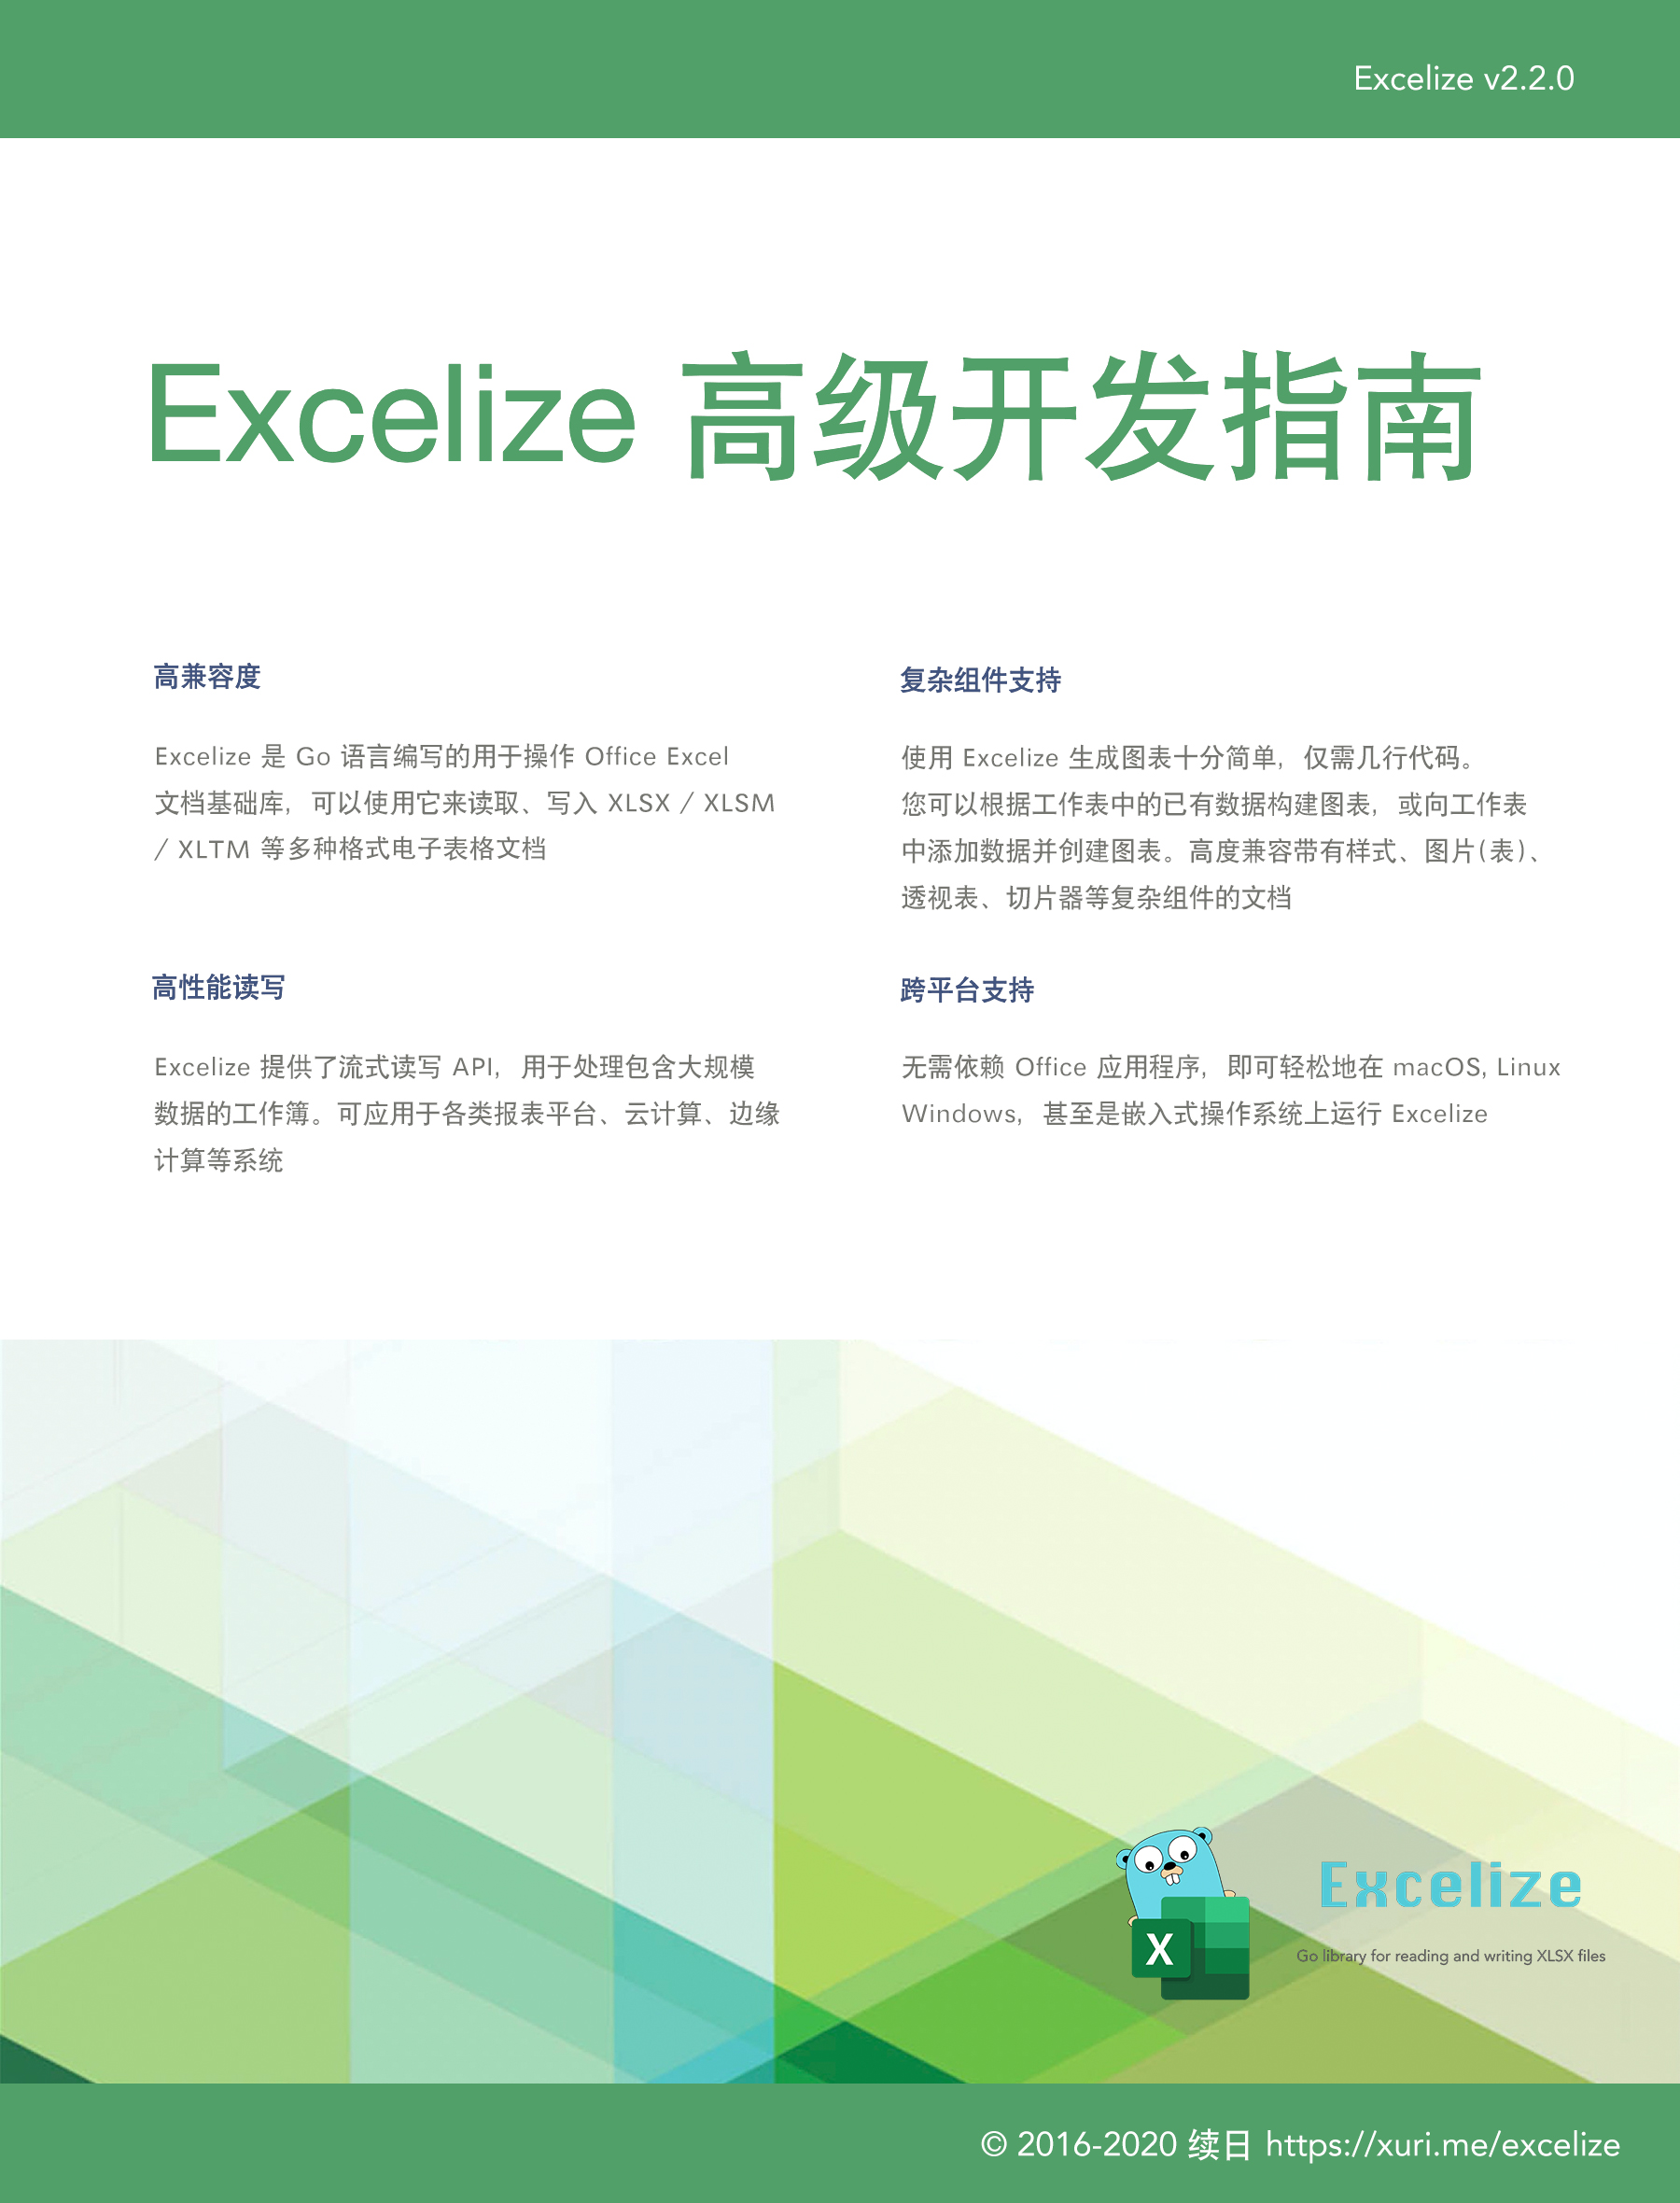 Excelize v2.2.0
Excelize 高级开发指南
高兼容度
Excelize 是 Go 语言编写的用于操作 Office Excel
文档基础库，可以使用它来读取、写入 XLSX / XLSM
/ XLTM 等多种格式电子表格文档
复杂组件支持
使用 Excelize 生成图表十分简单，仅需几行代码。
您可以根据工作表中的已有数据构建图表，或向工作表
中添加数据并创建图表。高度兼容带有样式、图片(表)、
透视表、切片器等复杂组件的文档
高性能读写
Excelize 提供了流式读写 API，用于处理包含大规模
数据的工作簿。可应用于各类报表平台、云计算、边缘
计算等系统
跨平台支持
无需依赖 Office 应用程序，即可轻松地在 macOS, Linux
Windows，甚至是嵌入式操作系统上运行 Excelize
X
Excelize
Go library for reading and writing XLSX files
© 2016-2020 续日 https://xuri.me/excelize